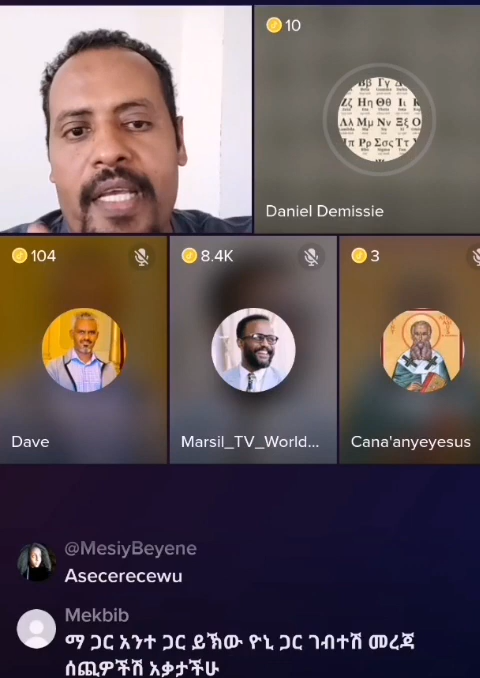 10
Daniel Demissie
104
8.4K
3
Dave
Marsil_TV_World...
Cana'anyeyesus
@MesiyBeyene
Asecerecewu
Mekbib
ማ ጋር አንተ ጋር ይኽው ዮኒ ጋር ገብተሽ መረጃ
ሰጪዎችሽ አቃታችሁ